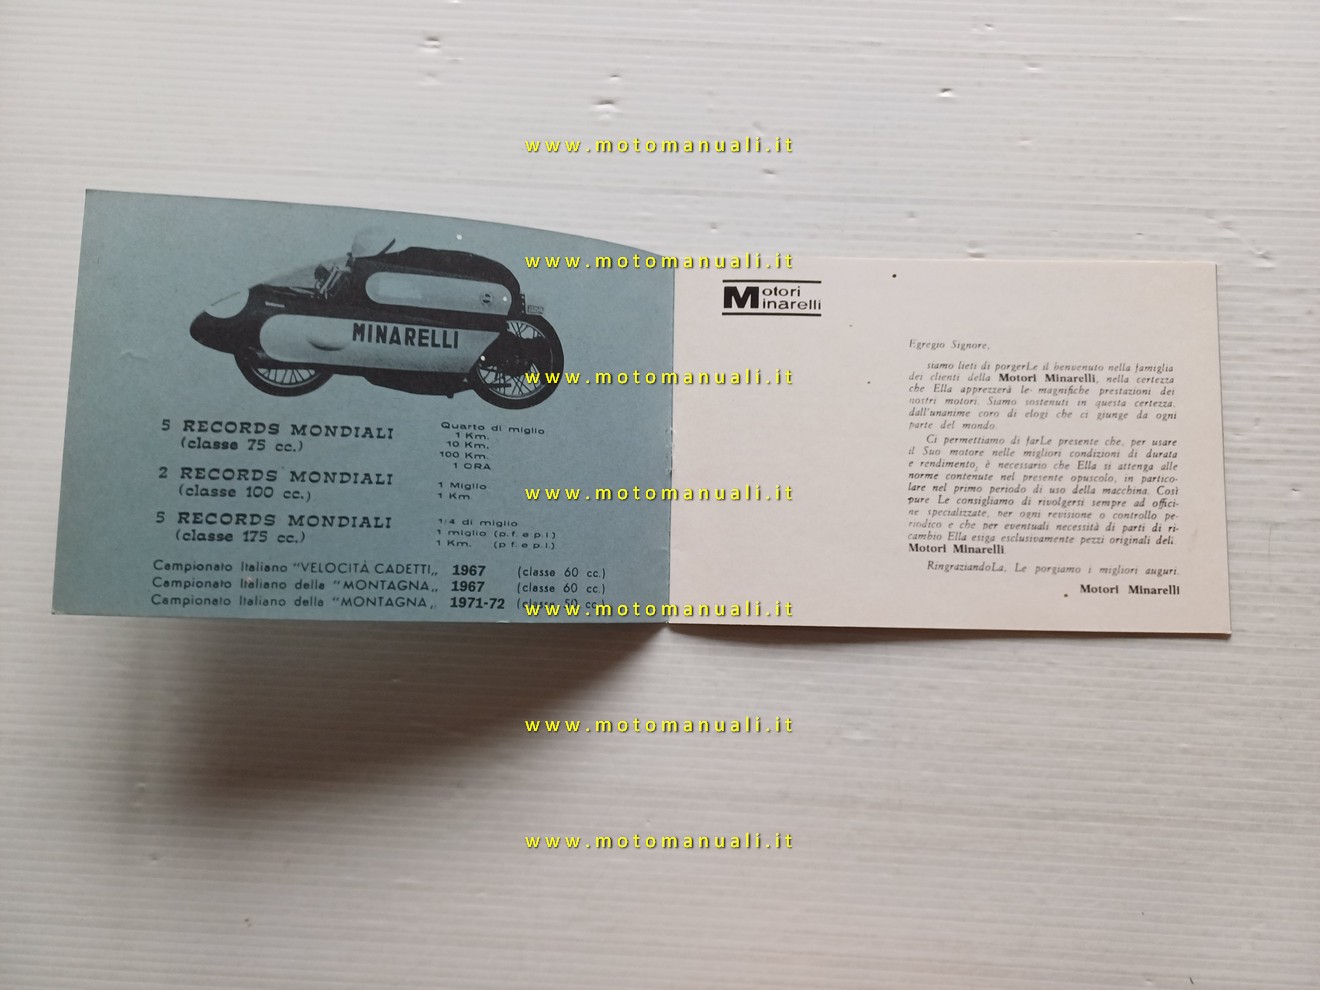 www.motomanuali.it
www.motomanuali.it
www.motomanuali.it
www.motomanuali.it
www.motomanuali.it
www.motomanuali.it
www.motomanuali.it
MINARELLI
5 RECORDS MONDIALI
(classe 75 cc.)
Quarto di miglio
1 Km.
10 Km.
100 Km.
1 ORA
2 RECORDS MONDIALI
(classe 100 cc.)
1 Miglio
1 Km.
5 RECORDS MONDIALI
(classe 175 cc.)
1/4 di miglio
1 miglio (p.f. e p.l.)
1 Km. (p.f. e p.l.)
Campionato Italiano "VELOCITÀ CADETTI„ 1967 (classe 60 cc.)
Campionato Italiano della "MONTAGNA„ 1967 (classe 60 cc.)
Campionato Italiano della "MONTAGNA„ 1971-72 (classe 50 cc.)
Motori
Minarelli
Egregio Signore,
siamo lieti di porgerLe il benvenuto nella famiglia
dei clienti della Motori Minarelli, nella certezza
che Ella apprezzerà le magnifiche prestazioni dei
nostri motori. Siamo sostenuti in questa certezza,
dall'unanime coro di elogi che ci giunge da ogni
parte del mondo.
Ci permettiamo di farLe presente che, per usare
il Suo motore nelle migliori condizioni di durata
e rendimento, è necessario che Ella si attenga alle
norme contenute nel presente opuscolo, in partico-
lare nel primo periodo di uso della macchina. Così
pure Le consigliamo di rivolgersi sempre ad offici-
ne specializzate, per ogni revisione o controllo pe-
riodico e che per eventuali necessità di parti di ri-
cambio Ella esiga esclusivamente pezzi originali deli
Motori Minarelli.
RingraziandoLa, Le porgiamo i migliori auguri.
Motori Minarelli